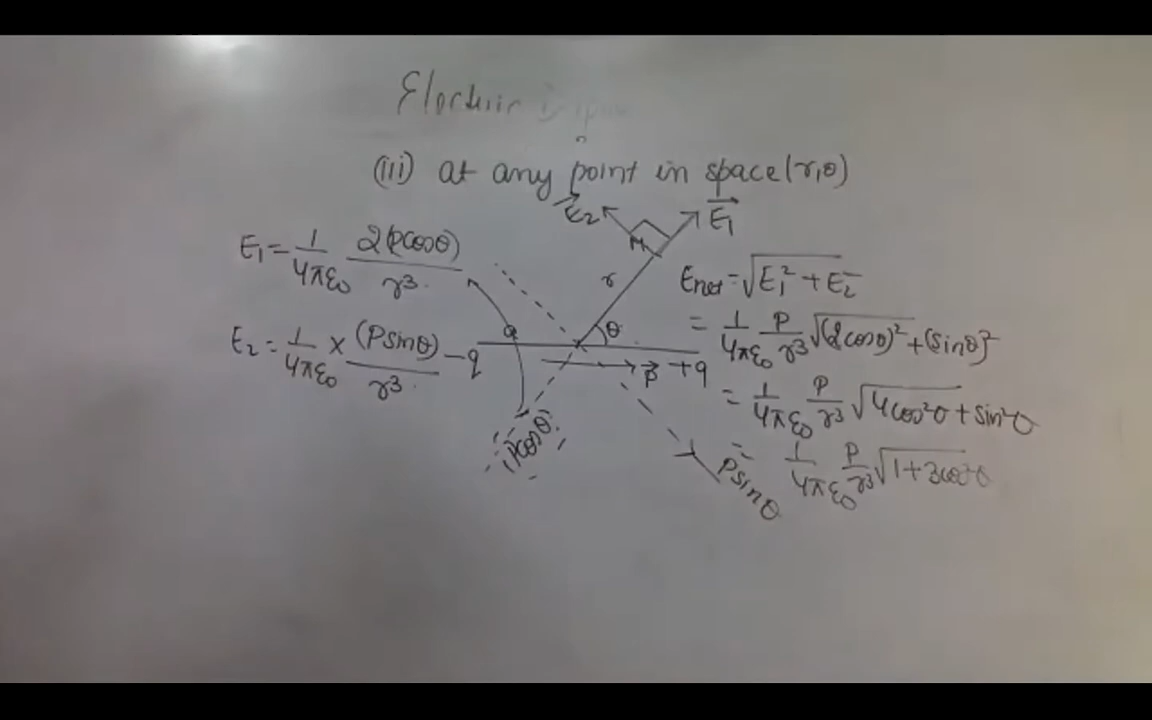 Electric
(iii) at any point in space(r,θ)
E₂ E₁
E₁ = 1/4πε₀ 2(pcosθ)/r³
r θ
Enet = √E₁² + E₂²
E₂ = 1/4πε₀ × (Psinθ)/r³
-q a p +q
= 1/4πε₀ P/r³ √(2cosθ)² + (sinθ)²
= 1/4πε₀ P/r³ √4cos²θ + sin²θ
Pcosθ
Psinθ
= 1/4πε₀ P/r³ √1+3cos²θ